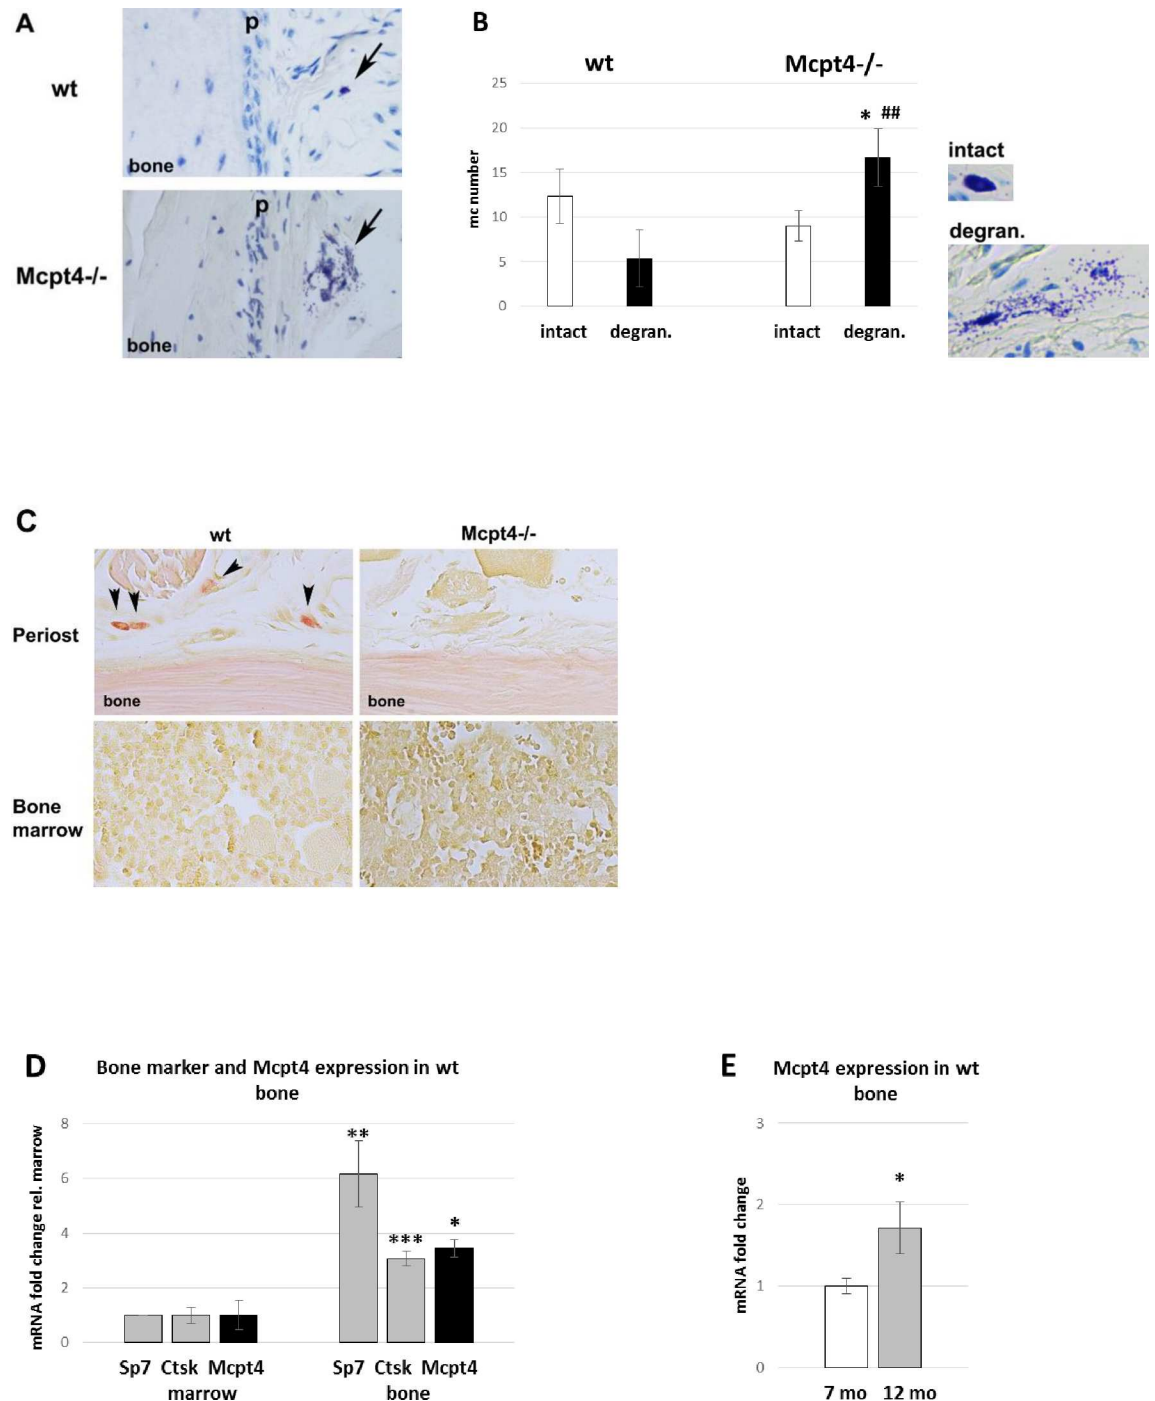 A
p
wt
bone
p
Mcpt4-/-
bone
B
wt
Mcpt4-/-
25
20
15
10
5
0
mc number
* ##
intact
degran.
intact
degran.
intact
degran.
C
wt
Mcpt4-/-
Periost
bone
bone
Bone
marrow
D
Bone marker and Mcpt4 expression in wt
bone
mRNA fold change rel. marrow
8
6
4
2
0
**
***
*
Sp7 Ctsk Mcpt4
marrow
Sp7 Ctsk Mcpt4
bone
E
Mcpt4 expression in wt
bone
mRNA fold change
3
2
1
0
*
7 mo
12 mo